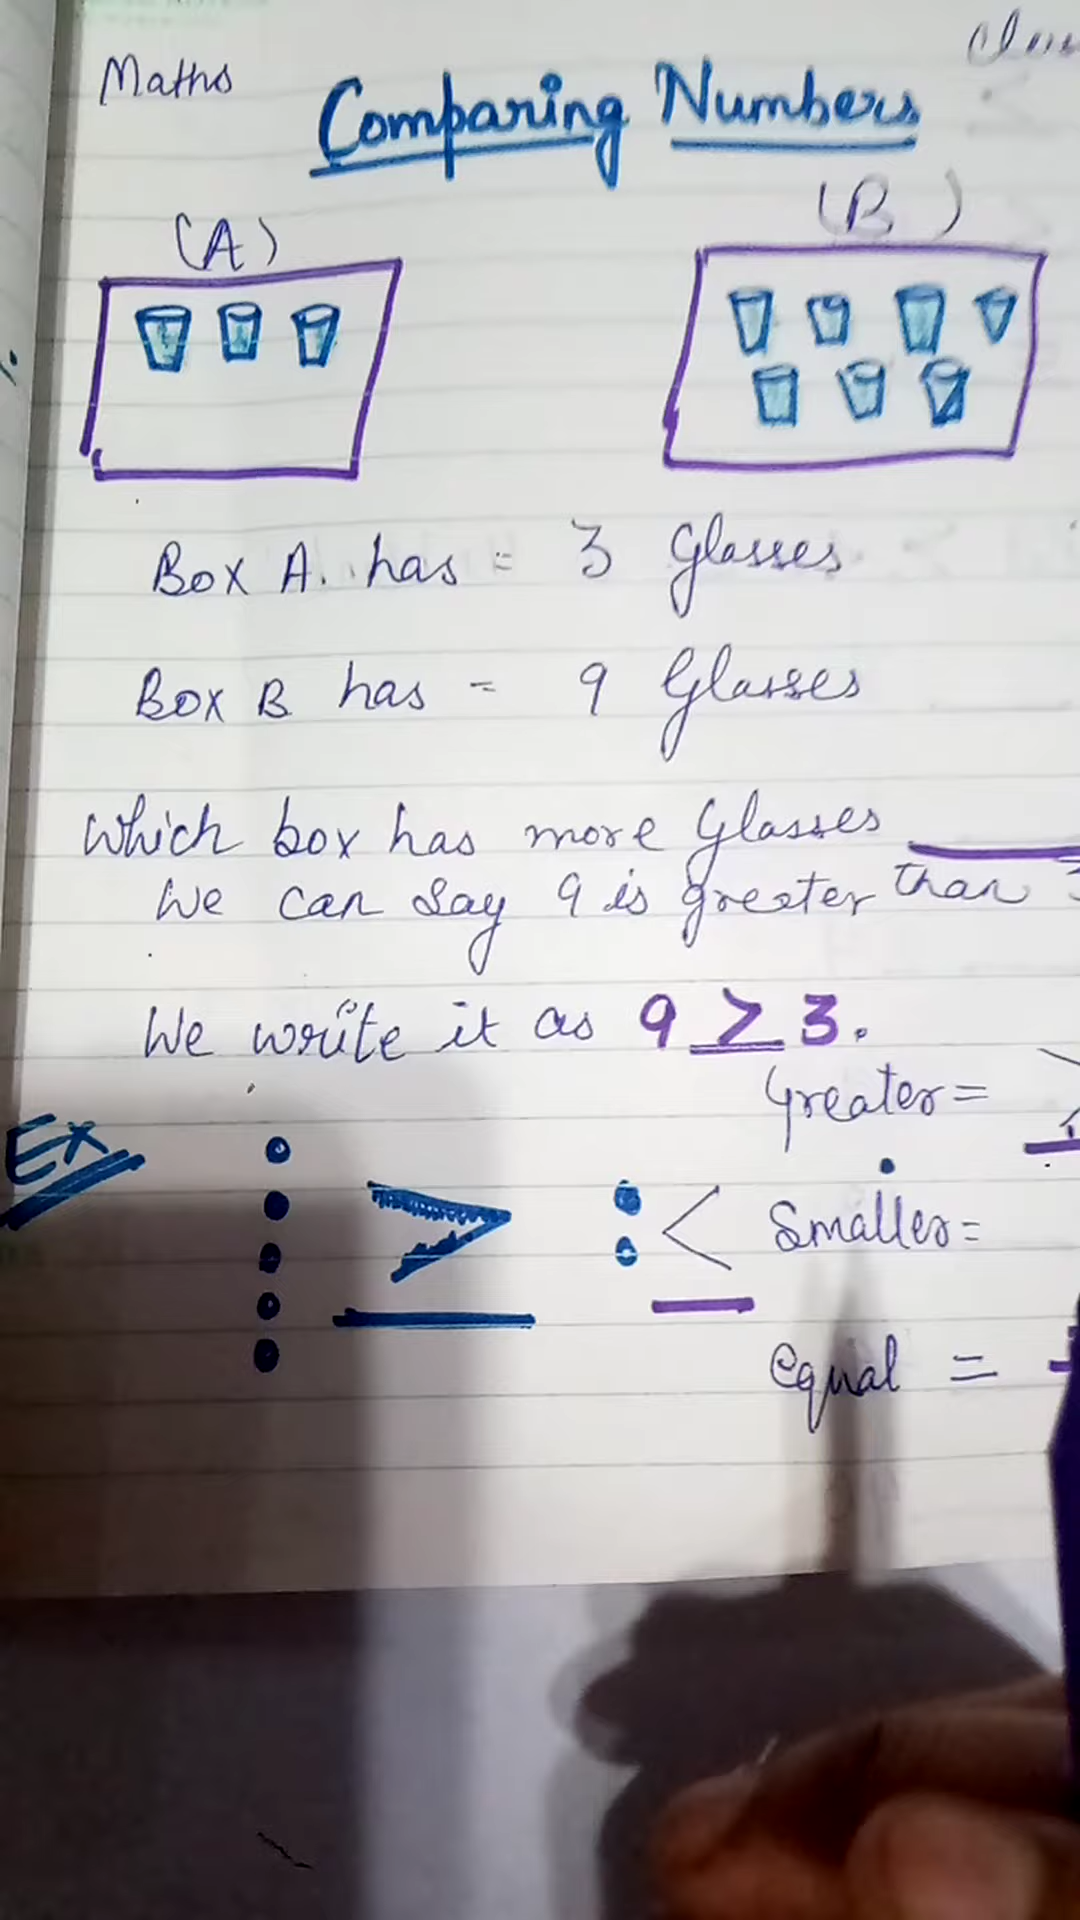 Maths
Comparing Numbers
(A)
(B)
Box A. has = 3 Glasses
Box B has = 9 Glasses
Which box has more Glasses
We can say 9 is greater than 3
We write it as 9 > 3.
Greater = >
Ex > < Smaller =
equal =